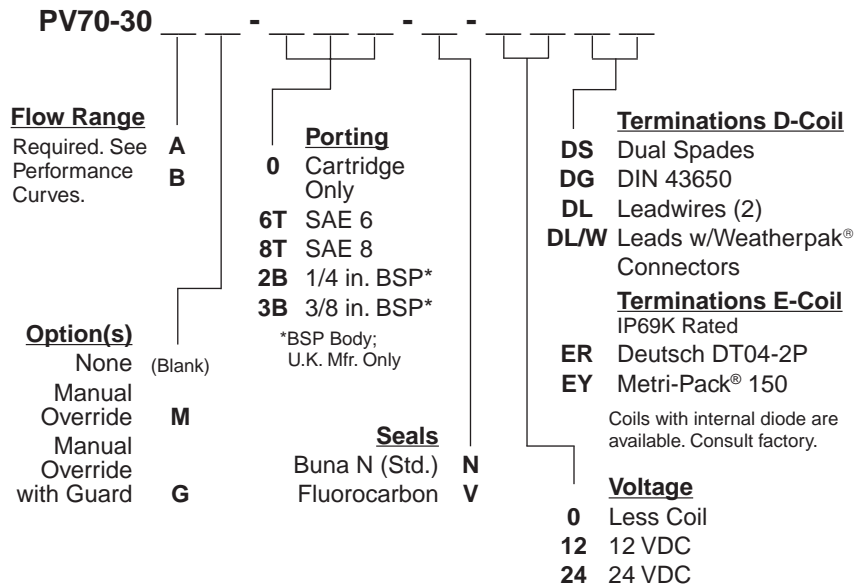 PV70-30 __ __ - __ __ __ - __ - __ __ __ __
Flow Range
Required. See
Performance
Curves.
A
B
Option(s)
None (Blank)
Manual
Override M
Manual
Override
with Guard G
Porting
0 Cartridge
Only
6T SAE 6
8T SAE 8
2B 1/4 in. BSP*
3B 3/8 in. BSP*
*BSP Body;
U.K. Mfr. Only
Seals
Buna N (Std.) N
Fluorocarbon V
Terminations D-Coil
DS Dual Spades
DG DIN 43650
DL Leadwires (2)
DL/W Leads w/Weatherpak®
Connectors
Terminations E-Coil
IP69K Rated
ER Deutsch DT04-2P
EY Metri-Pack® 150
Coils with internal diode are
available. Consult factory.
Voltage
0 Less Coil
12 12 VDC
24 24 VDC